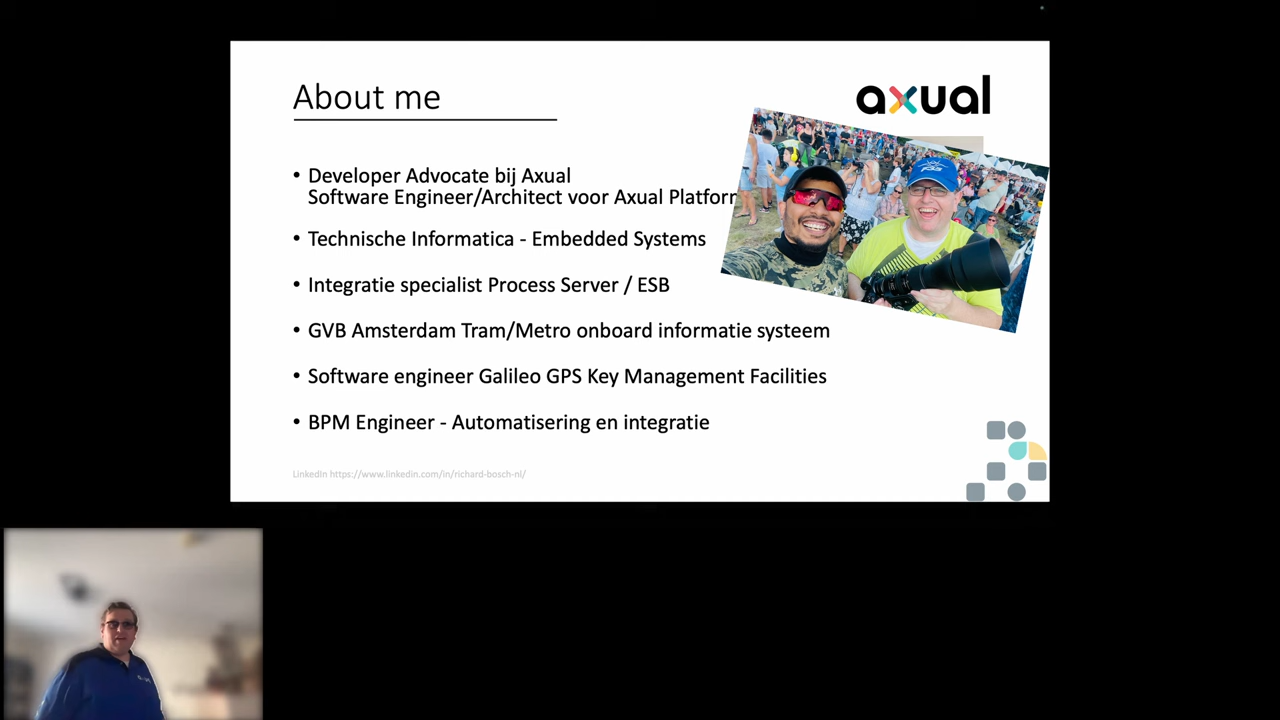 About me
axual
• Developer Advocate bij Axual
Software Engineer/Architect voor Axual Platform
• Technische Informatica - Embedded Systems
• Integratie specialist Process Server / ESB
• GVB Amsterdam Tram/Metro onboard informatie systeem
• Software engineer Galileo GPS Key Management Facilities
• BPM Engineer - Automatisering en integratie
LinkedIn https://www.linkedin.com/in/richard-bosch-nl/